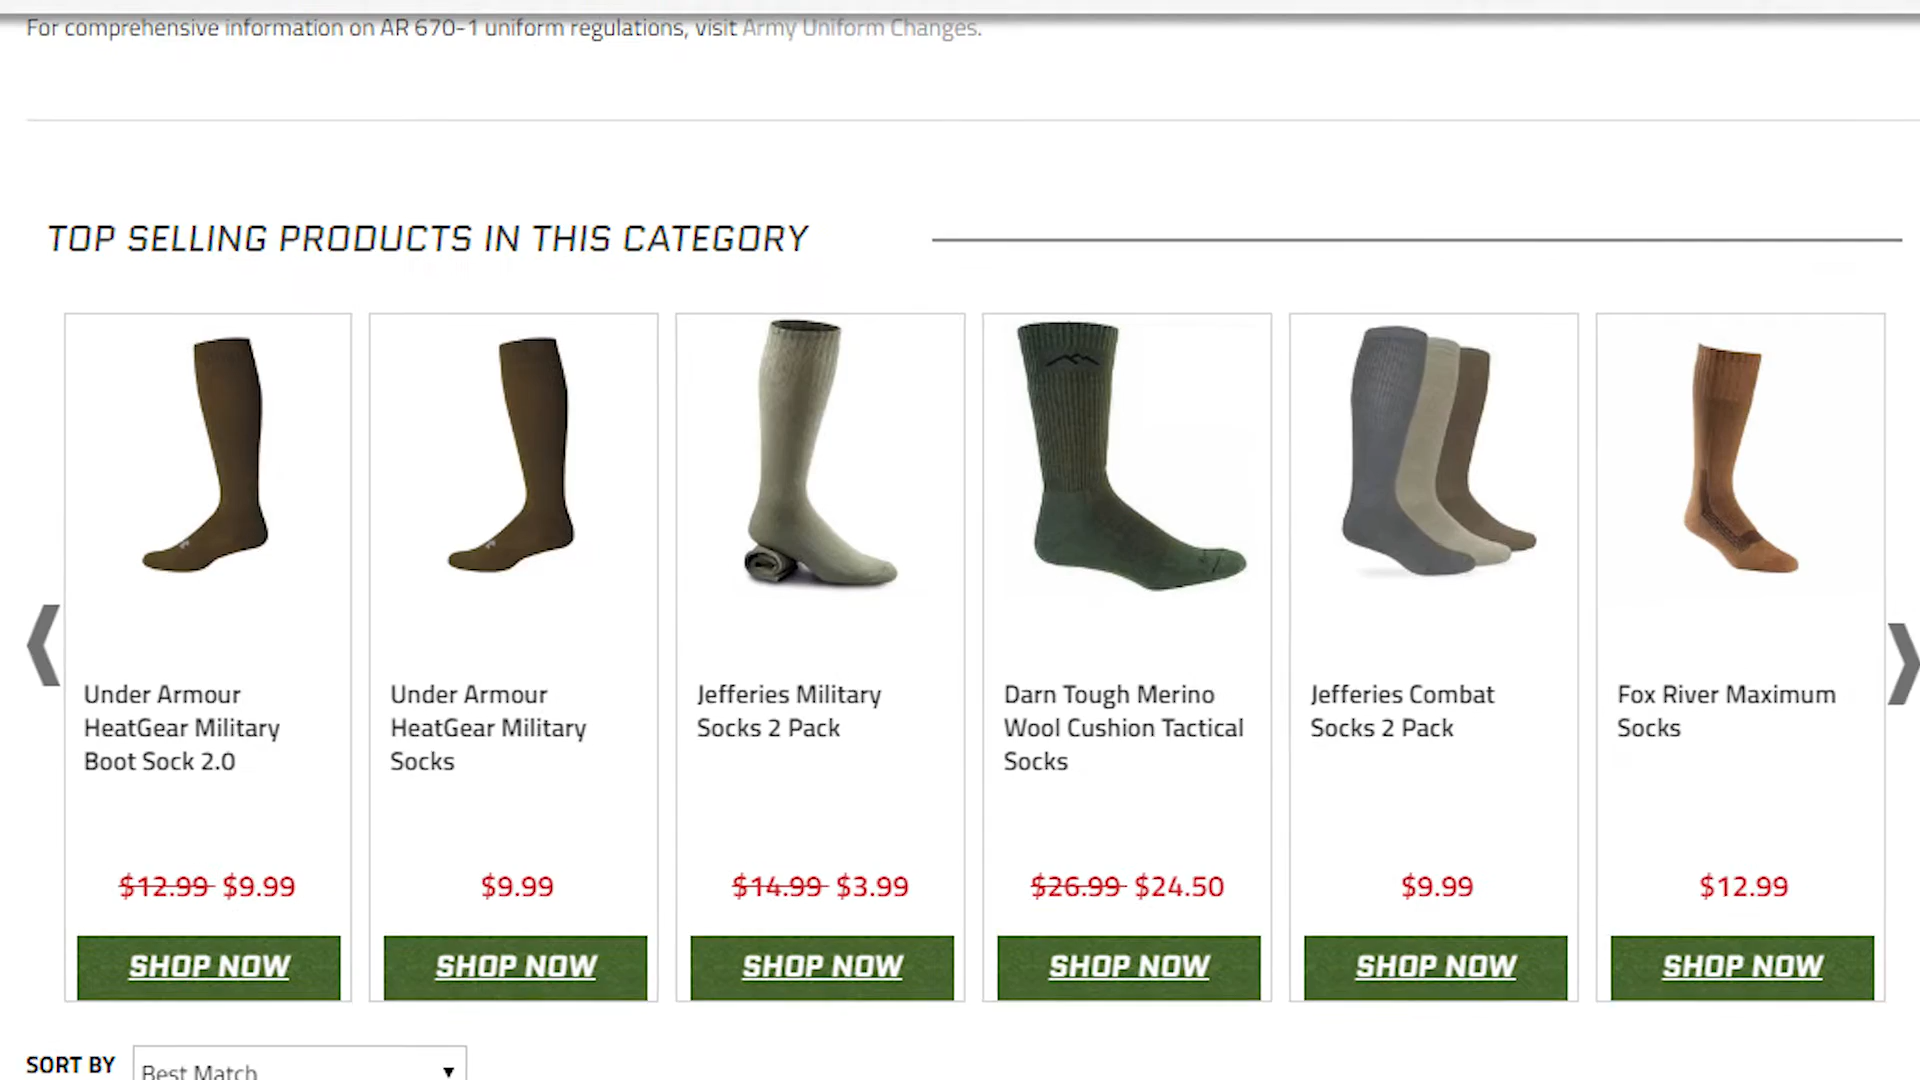 For comprehensive information on AR 670-1 uniform regulations, visit Army Uniform Changes.
TOP SELLING PRODUCTS IN THIS CATEGORY
Under Armour
HeatGear Military
Boot Sock 2.0
$12.99 $9.99
SHOP NOW
Under Armour
HeatGear Military
Socks
$9.99
SHOP NOW
Jefferies Military
Socks 2 Pack
$14.99 $3.99
SHOP NOW
Darn Tough Merino
Wool Cushion Tactical
Socks
$26.99 $24.50
SHOP NOW
Jefferies Combat
Socks 2 Pack
$9.99
SHOP NOW
Fox River Maximum
Socks
$12.99
SHOP NOW
SORT BY Best Match